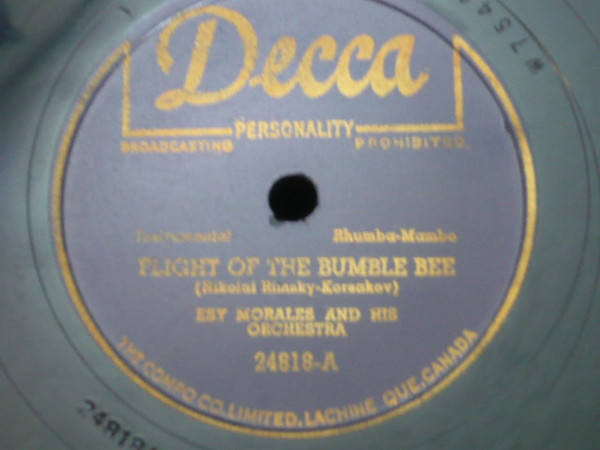 Decca
PERSONALITY
BROADCASTING PROHIBITED.
Instrumental Rhumba-Mambo
FLIGHT OF THE BUMBLE BEE
(Nikolai Rimsky-Korsakov)
ESY MORALES AND HIS
ORCHESTRA
24818-A
THE COMPO CO. LIMITED, LACHINE QUE. CANADA
24818